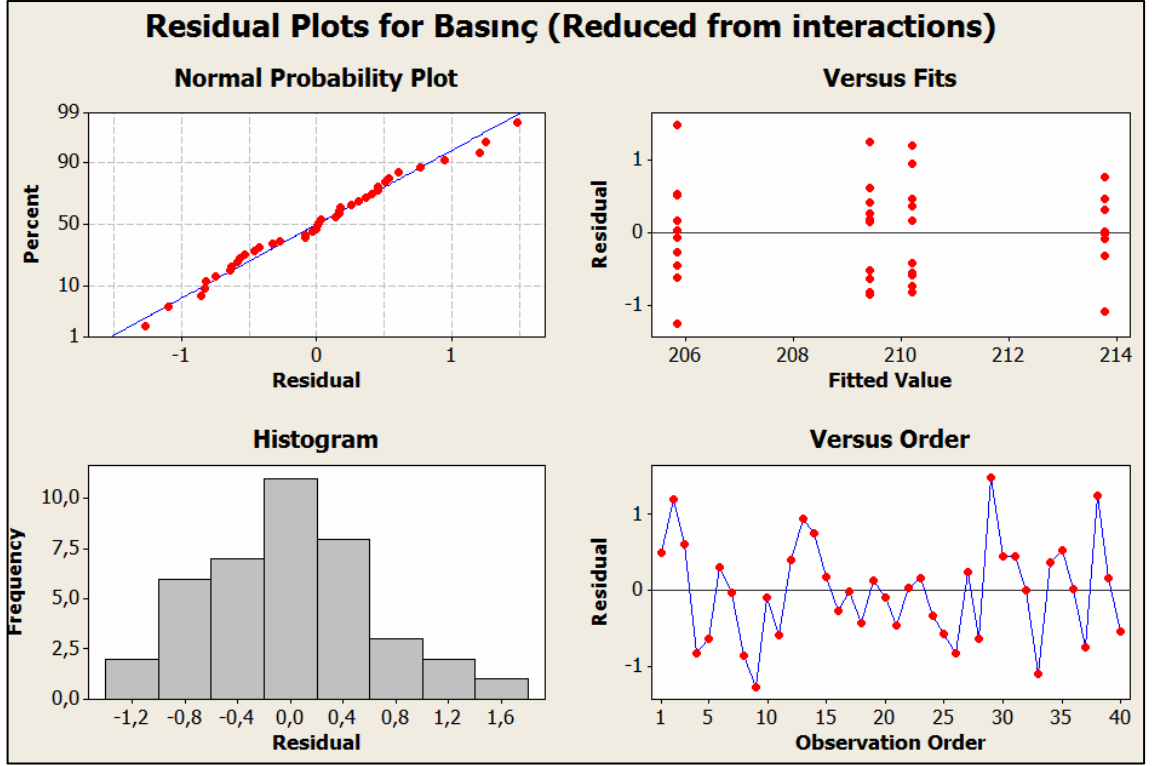 Residual Plots for Basınç (Reduced from interactions)
Normal Probability Plot
Percent
99
90
50
10
1
-1 0 1
Residual
Versus Fits
Residual
1
0
-1
206 208 210 212 214
Fitted Value
Histogram
Frequency
10,0
7,5
5,0
2,5
0,0
-1,2 -0,8 -0,4 0,0 0,4 0,8 1,2 1,6
Residual
Versus Order
Residual
1
0
-1
1 5 10 15 20 25 30 35 40
Observation Order